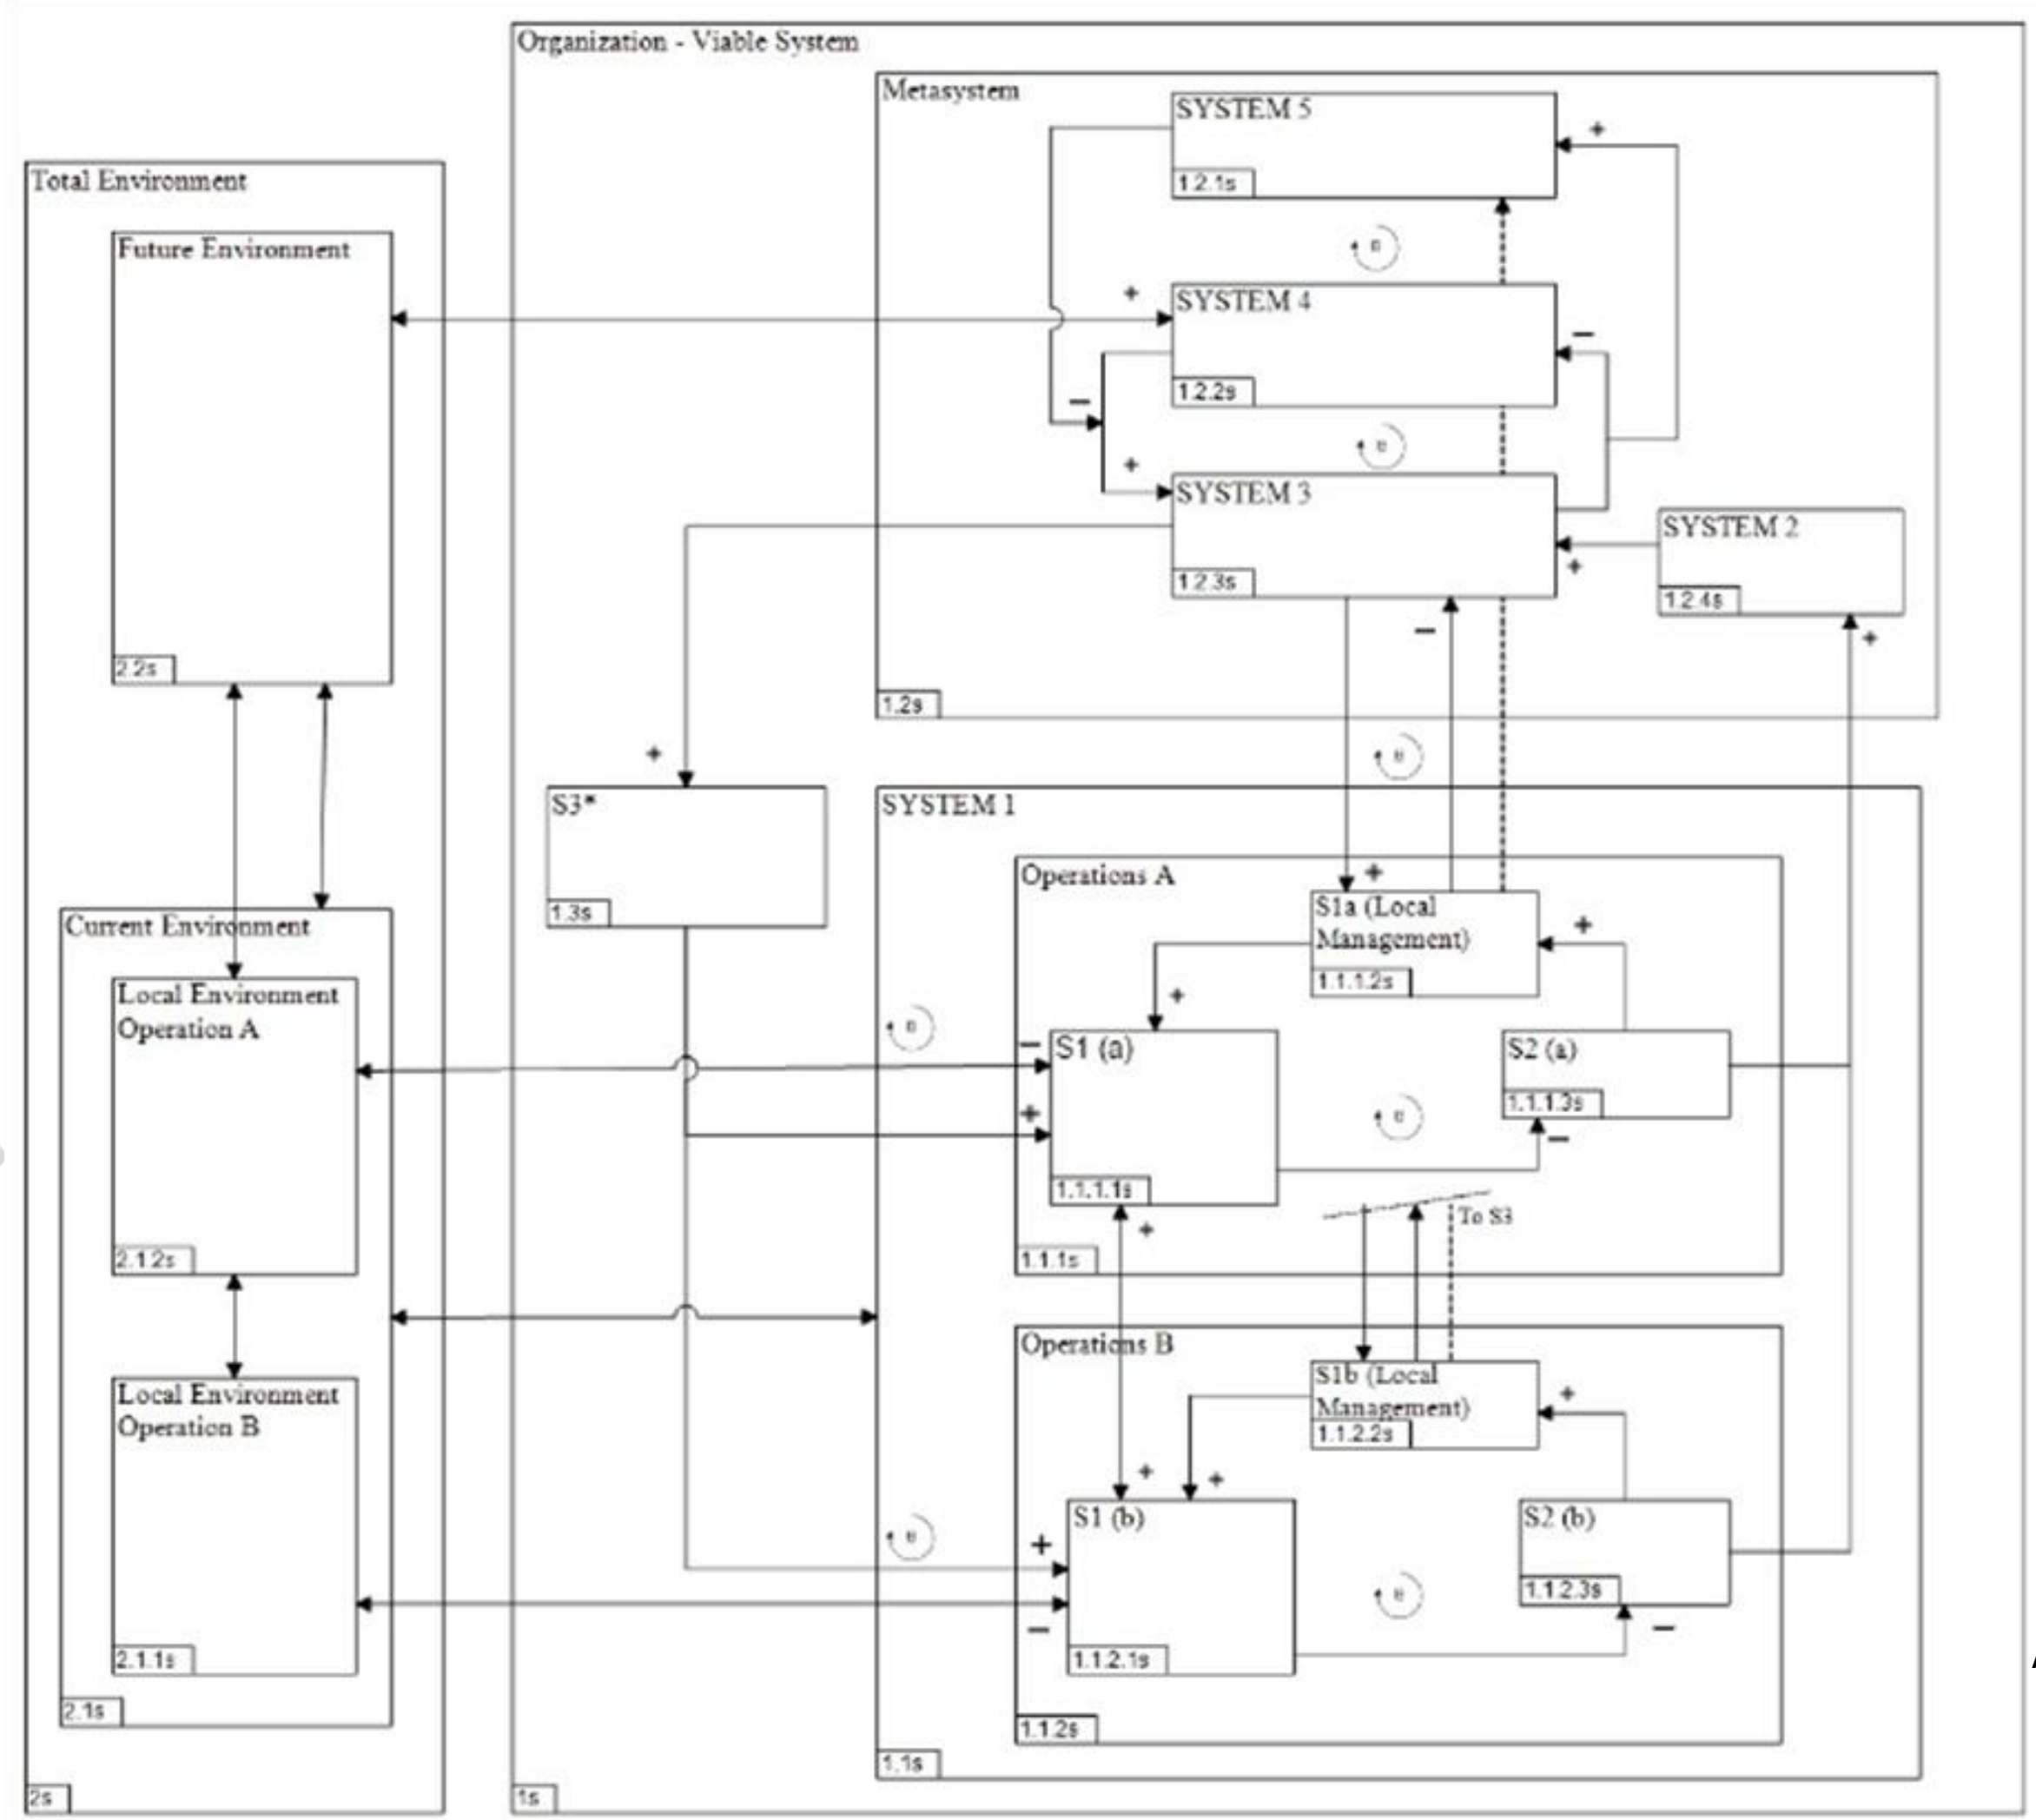 Organization - Viable System
Metasystem
SYSTEM 5
+
1.2.1s
Total Environment
Future Environment
+
SYSTEM 4
−
1.2.2s
−
+
SYSTEM 3
SYSTEM 2
+
1.2.3s
1.2.4s
−
+
2.2s
1.2s
+
S3*
SYSTEM 1
1.3s
Operations A
+
S1a (Local
Management)
+
1.1.1.2s
Current Environment
Local Environment
Operation A
+
−
S1 (a)
S2 (a)
1.1.1.3s
+
−
1.1.1.1s
To S3
+
2.1.2s
1.1.1s
Operations B
S1b (Local
Management)
+
1.1.2.2s
Local Environment
Operation B
+
+
S1 (b)
S2 (b)
+
1.1.2.3s
−
−
2.1.1s
1.1.2.1s
2.1s
1.1.2s
1.1s
2s
1s